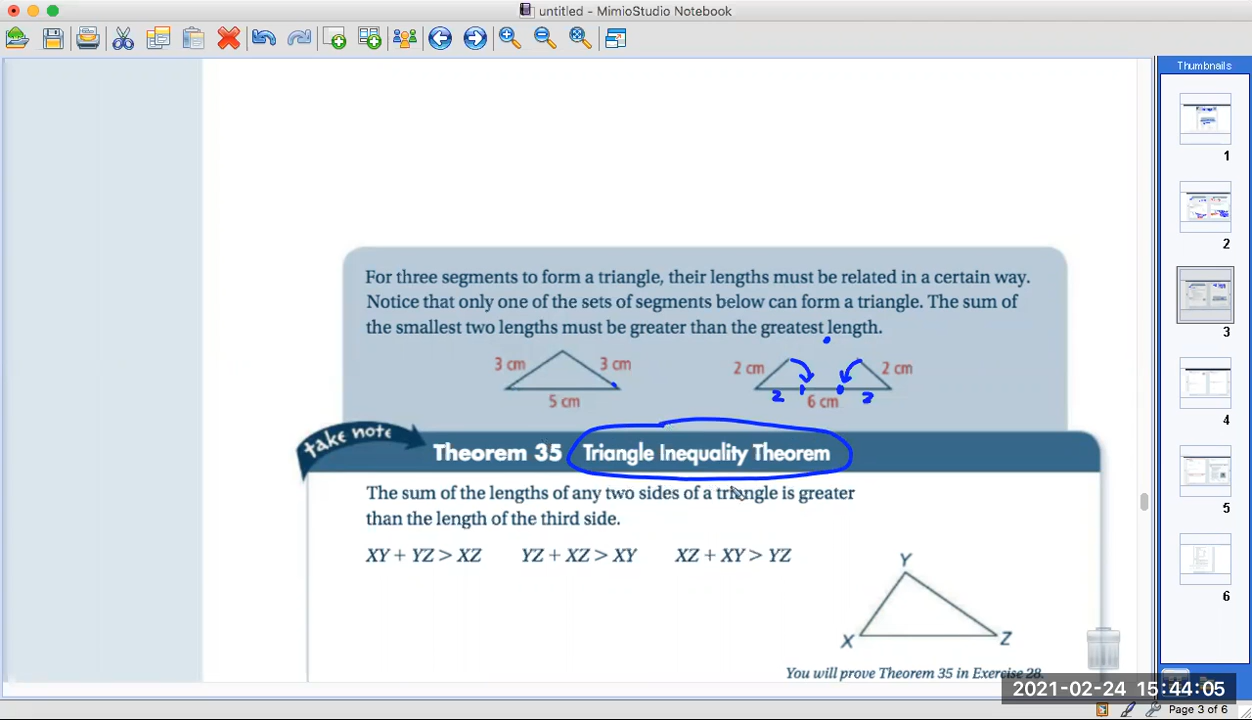 untitled - MimioStudio Notebook
Thumbnails
1
2
3
4
5
6
For three segments to form a triangle, their lengths must be related in a certain way.
Notice that only one of the sets of segments below can form a triangle. The sum of
the smallest two lengths must be greater than the greatest length.
3 cm
3 cm
5 cm
2 cm
2 cm
2
6 cm
2
take note
Theorem 35 Triangle Inequality Theorem
The sum of the lengths of any two sides of a triangle is greater
than the length of the third side.
XY + YZ > XZ YZ + XZ > XY XZ + XY > YZ
Y
X
Z
You will prove Theorem 35 in Exercise 28.
2021-02-24 15:44:05
Page 3 of 6